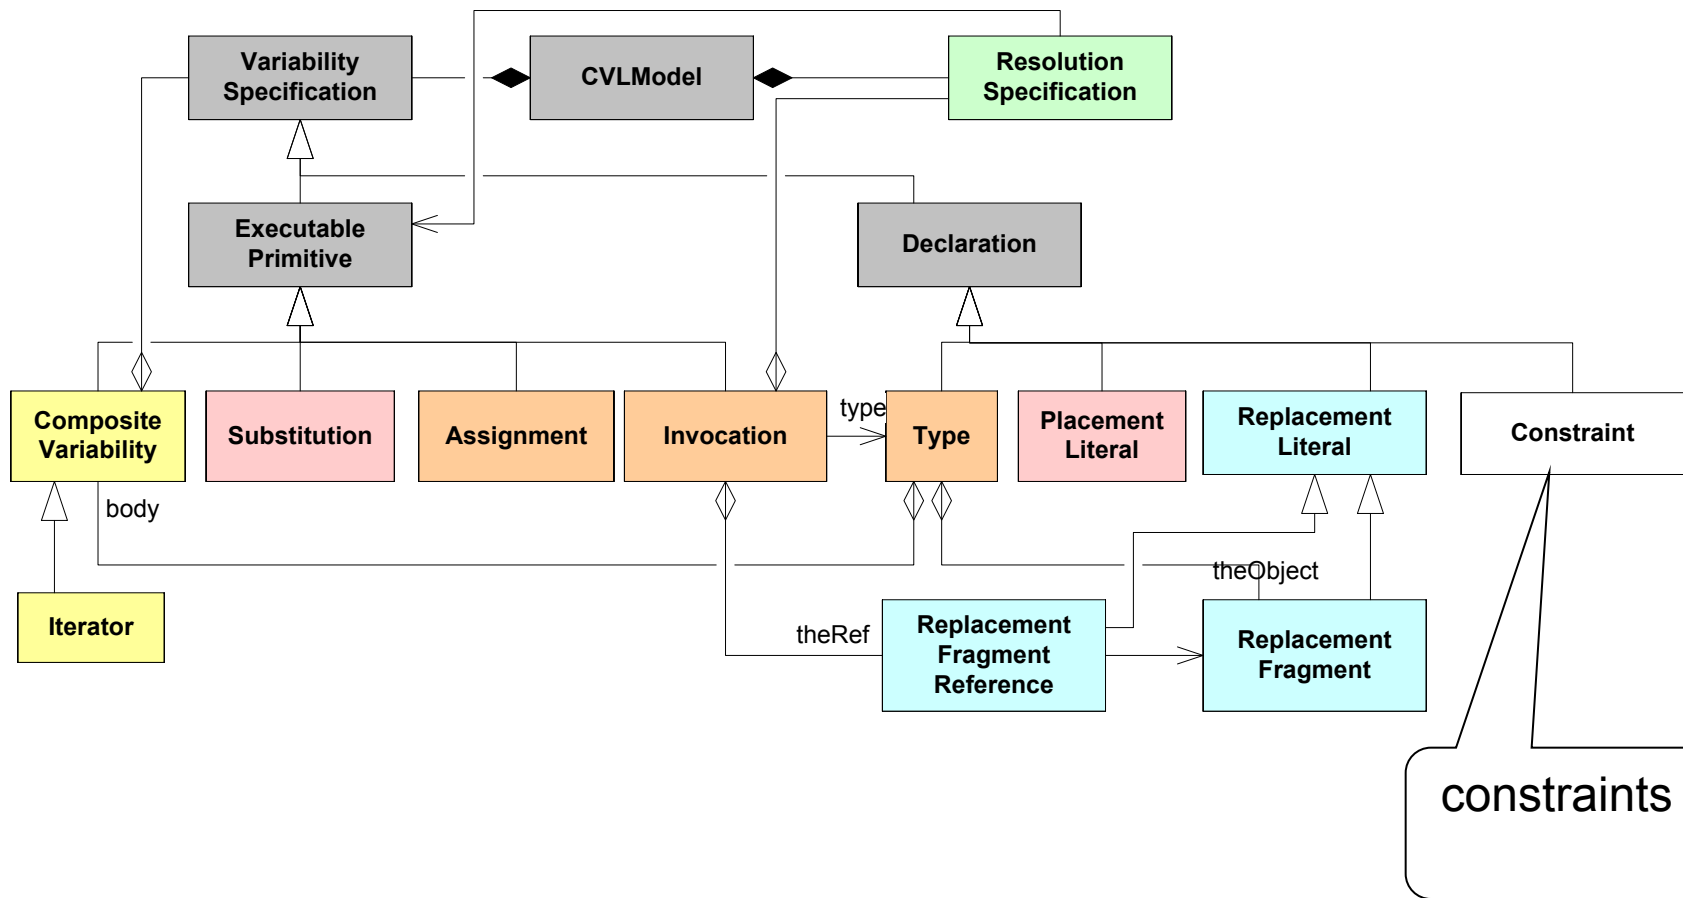 Variability
Specification
CVLModel
Resolution
Specification
Executable
Primitive
Declaration
Composite
Variability
Substitution
Assignment
Invocation
type
Type
Placement
Literal
Replacement
Literal
Constraint
body
theObject
Iterator
theRef
Replacement
Fragment
Reference
Replacement
Fragment
constraints